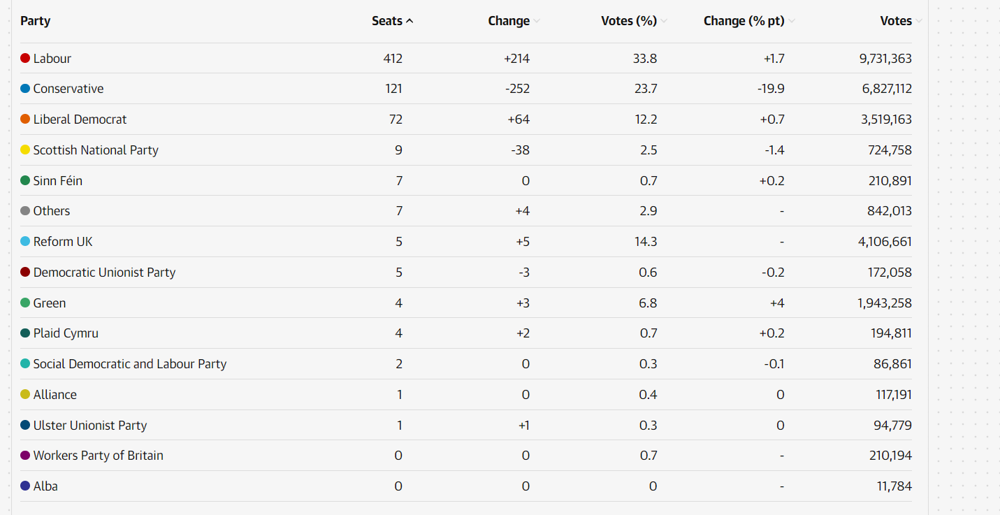 Party Seats Change Votes (%) Change (% pt) Votes
Labour 412 +214 33.8 +1.7 9,731,363
Conservative 121 -252 23.7 -19.9 6,827,112
Liberal Democrat 72 +64 12.2 +0.7 3,519,163
Scottish National Party 9 -38 2.5 -1.4 724,758
Sinn Féin 7 0 0.7 +0.2 210,891
Others 7 +4 2.9 - 842,013
Reform UK 5 +5 14.3 - 4,106,661
Democratic Unionist Party 5 -3 0.6 -0.2 172,058
Green 4 +3 6.8 +4 1,943,258
Plaid Cymru 4 +2 0.7 +0.2 194,811
Social Democratic and Labour Party 2 0 0.3 -0.1 86,861
Alliance 1 0 0.4 0 117,191
Ulster Unionist Party 1 +1 0.3 0 94,779
Workers Party of Britain 0 0 0.7 - 210,194
Alba 0 0 0 - 11,784